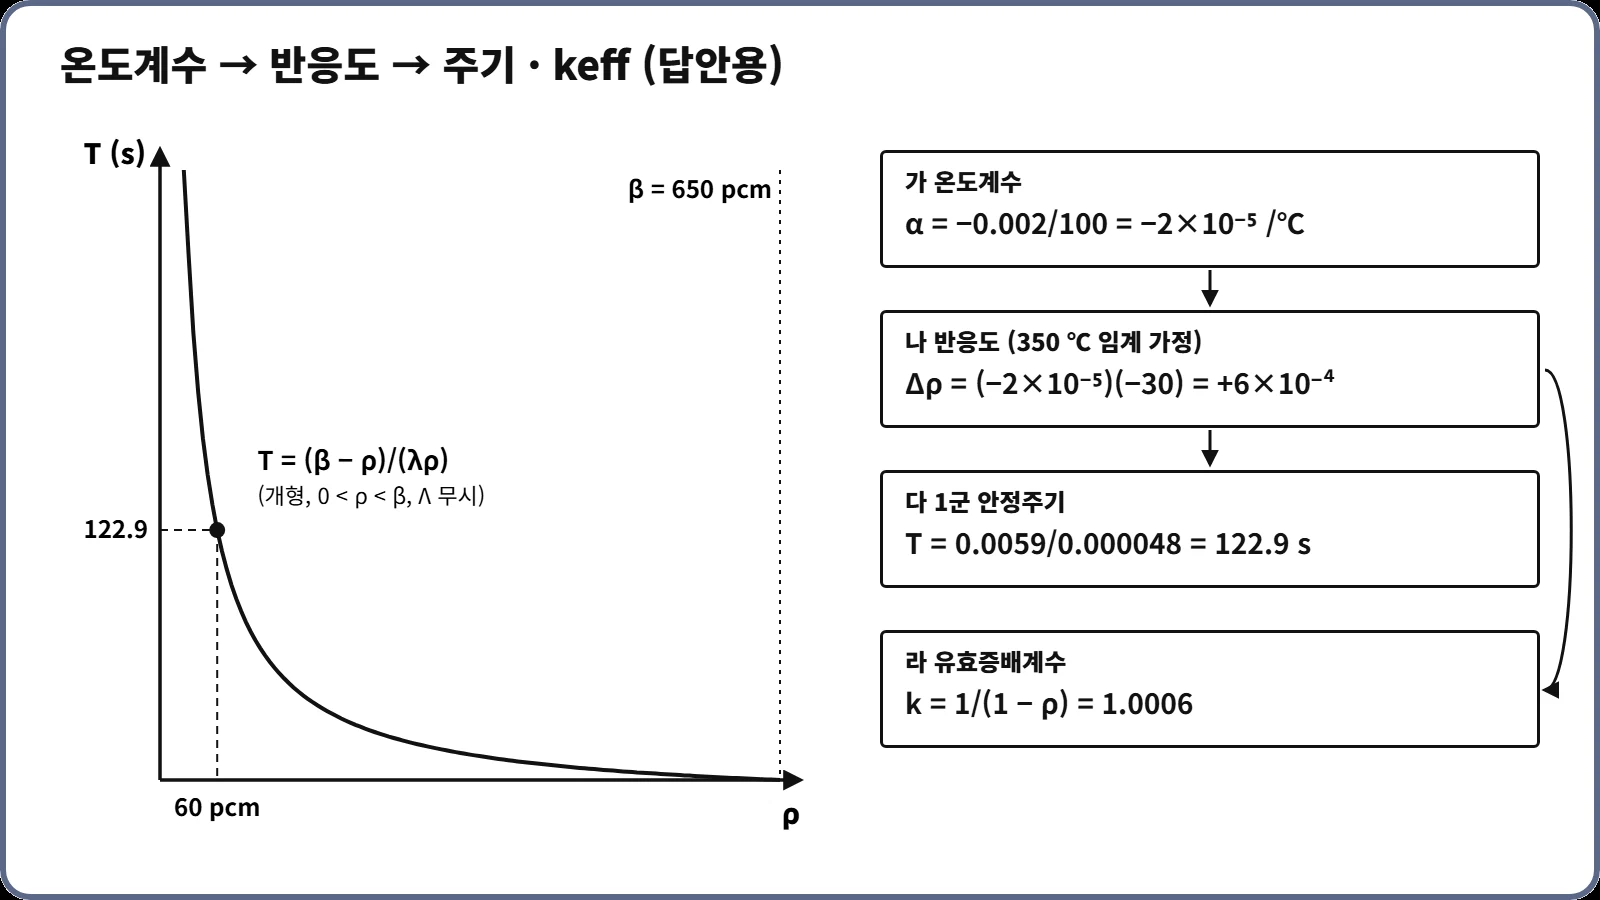 온도계수 → 반응도 → 주기 · keff (답안용)
T (s)
β = 650 pcm
T = (β − ρ)/(λρ)
(개형, 0 < ρ < β, Λ 무시)
122.9
60 pcm
ρ
가 온도계수
α = −0.002/100 = −2×10⁻⁵ /°C
나 반응도 (350 °C 임계 가정)
Δρ = (−2×10⁻⁵)(−30) = +6×10⁻⁴
다 1군 안정주기
T = 0.0059/0.000048 = 122.9 s
라 유효증배계수
k = 1/(1 − ρ) = 1.0006